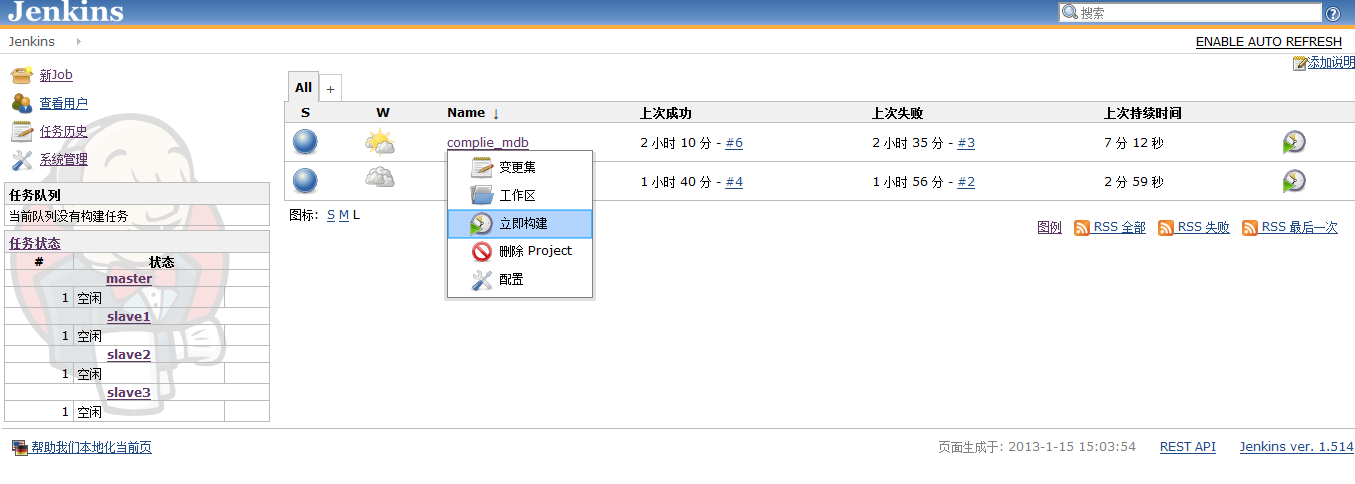 Jenkins
搜索
Jenkins
ENABLE AUTO REFRESH
添加说明
新Job
查看用户
任务历史
系统管理
任务队列
当前队列没有构建任务
任务状态
# 状态
master
1 空闲
slave1
1 空闲
slave2
1 空闲
slave3
1 空闲
All +
S W Name ↓ 上次成功 上次失败 上次持续时间
complie_mdb 2 小时 10 分 - #6 2 小时 35 分 - #3 7 分 12 秒
1 小时 40 分 - #4 1 小时 56 分 - #2 2 分 59 秒
变更集
工作区
立即构建
删除 Project
配置
图标: S M L
图例 RSS 全部 RSS 失败 RSS 最后一次
帮助我们本地化当前页
页面生成于: 2013-1-15 15:03:54 REST API Jenkins ver. 1.514